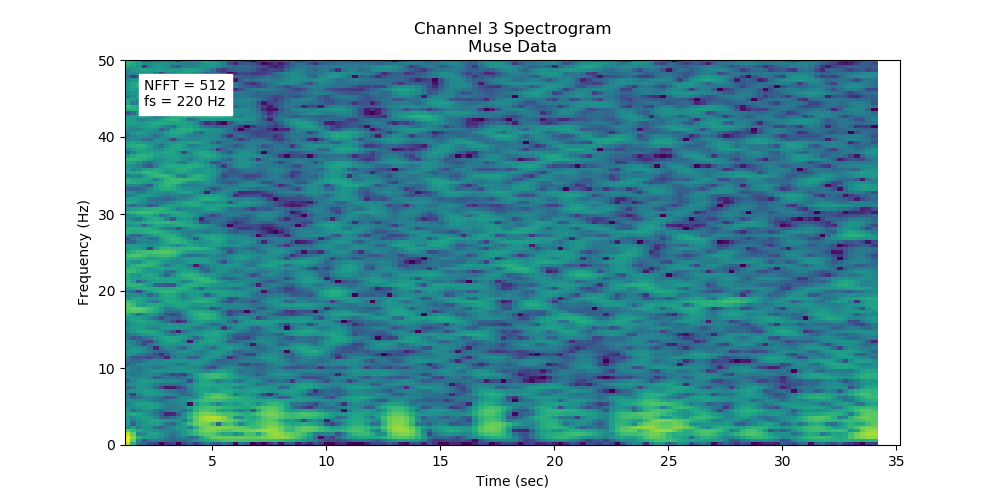 Channel 3 Spectrogram
Muse Data
NFFT = 512
fs = 220 Hz
50
40
30
20
10
0
Frequency (Hz)
5
10
15
20
25
30
35
Time (sec)